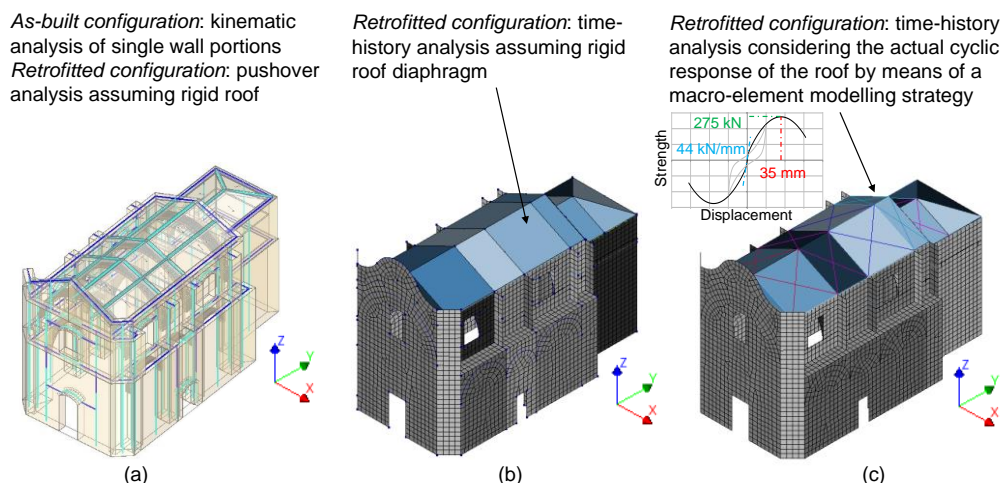 As-built configuration: kinematic
analysis of single wall portions
Retrofitted configuration: pushover
analysis assuming rigid roof
Retrofitted configuration: time-
history analysis assuming rigid
roof diaphragm
Retrofitted configuration: time-history
analysis considering the actual cyclic
response of the roof by means of a
macro-element modelling strategy
275 kN
44 kN/mm
35 mm
Strength
Displacement
Z
Y
X
Z
Y
X
Z
Y
X
(a)
(b)
(c)